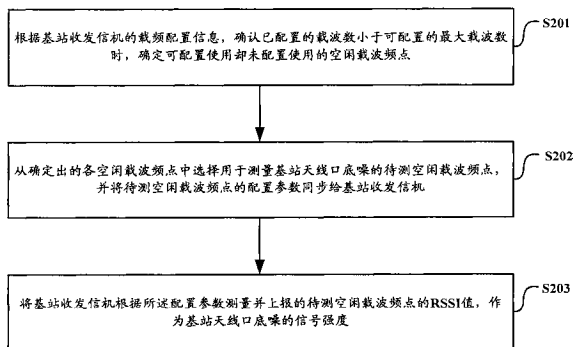 S201
根据基站收发信机的载频配置信息，确认已配置的载波数小于可配置的最大载波数
时，确定可配置使用却未配置使用的空闲载波频点
S202
从确定出的各空闲载波频点中选择用于测量基站天线口底噪的待测空闲载波频点，
并将待测空闲载波频点的配置参数同步给基站收发信机
S203
将基站收发信机根据所述配置参数测量并上报的待测空闲载波频点的RSSI值，作
为基站天线口底噪的信号强度